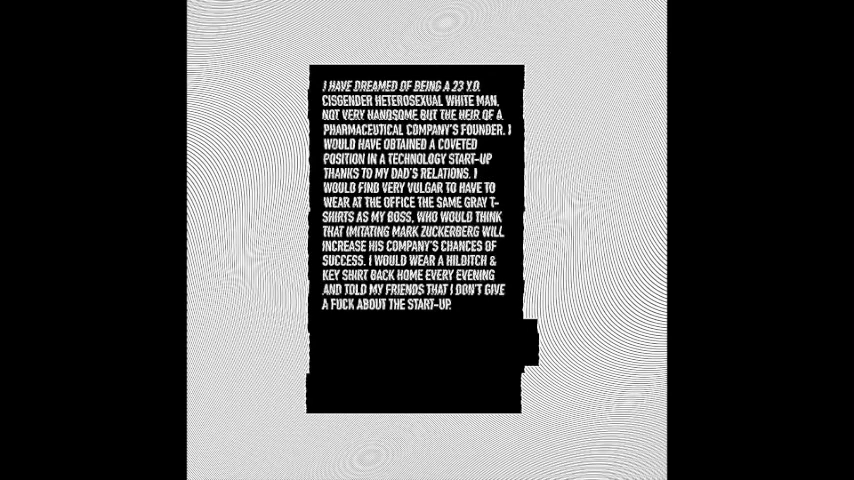 I HAVE DREAMED OF BEING A 23 Y.O.
CISGENDER HETEROSEXUAL WHITE MAN,
NOT VERY HANDSOME BUT THE HEIR OF A
PHARMACEUTICAL COMPANY'S FOUNDER. I
WOULD HAVE OBTAINED A COVETED
POSITION IN A TECHNOLOGY START-UP
THANKS TO MY DAD'S RELATIONS. I
WOULD FIND VERY VULGAR TO HAVE TO
WEAR AT THE OFFICE THE SAME GRAY T-
SHIRTS AS MY BOSS, WHO WOULD THINK
THAT IMITATING MARK ZUCKERBERG WILL
INCREASE HIS COMPANY'S CHANCES OF
SUCCESS. I WOULD WEAR A HILDITCH &
KEY SHIRT BACK HOME EVERY EVENING
AND TOLD MY FRIENDS THAT I DON'T GIVE
A FUCK ABOUT THE START-UP.